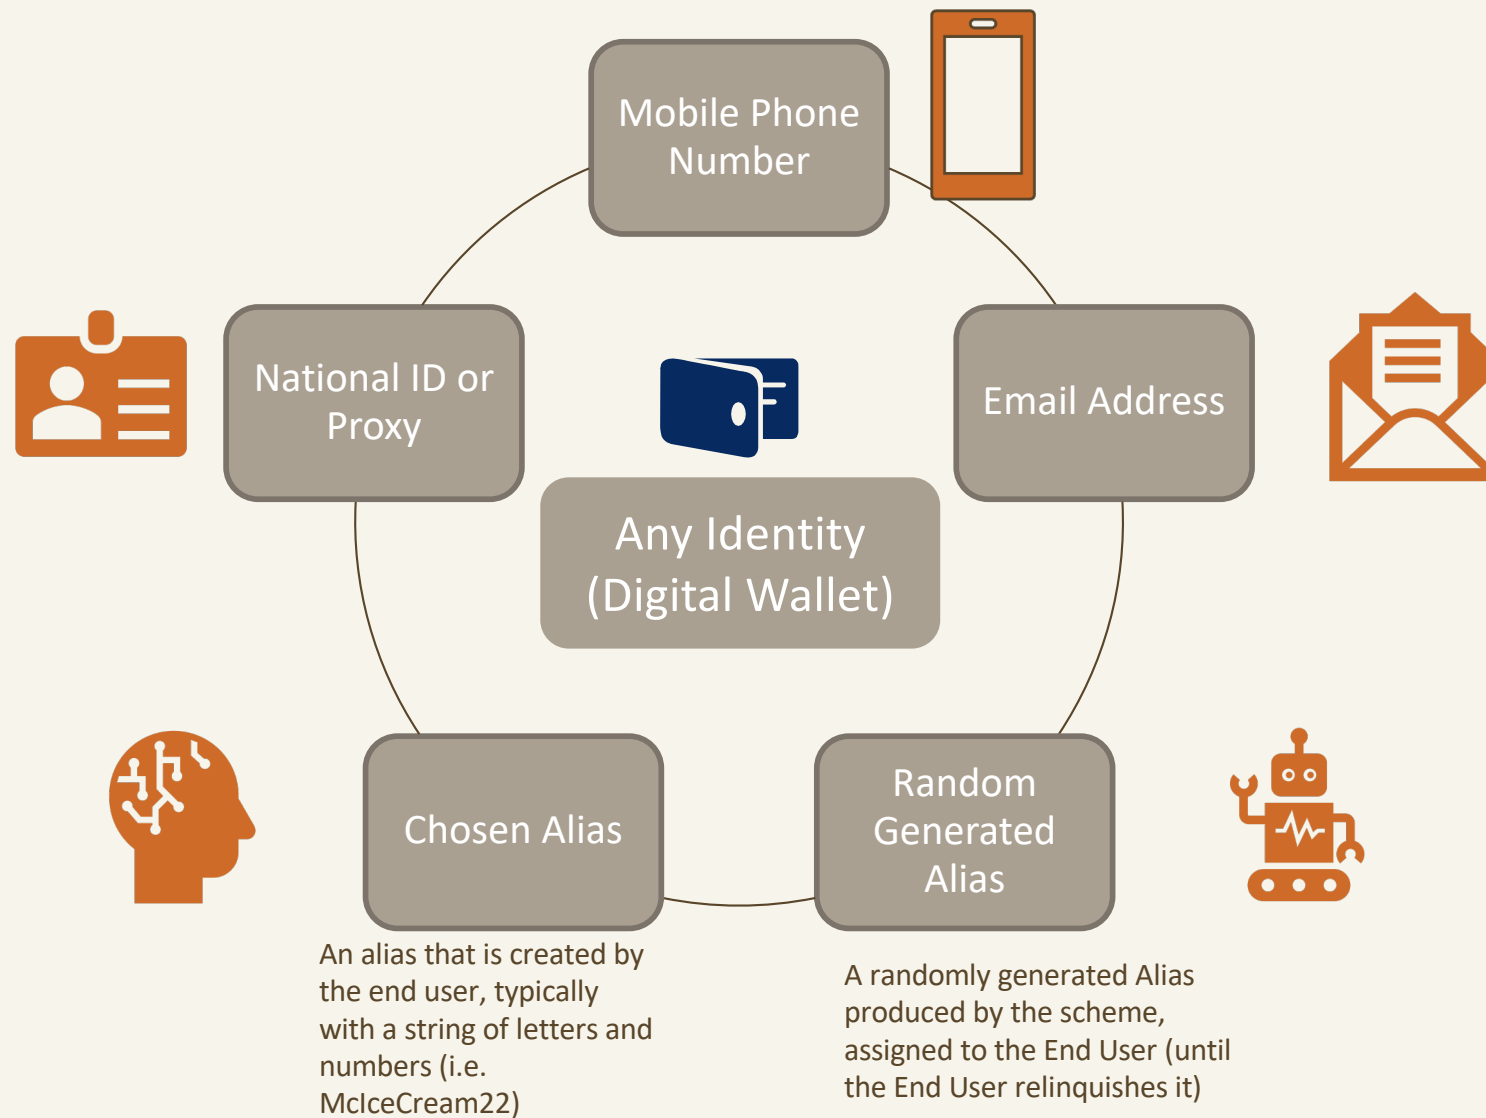 Mobile Phone
Number
National ID or
Proxy
Email Address
Any Identity
(Digital Wallet)
Chosen Alias
Random
Generated
Alias
An alias that is created by
the end user, typically
with a string of letters and
numbers (i.e.
McIceCream22)
A randomly generated Alias
produced by the scheme,
assigned to the End User (until
the End User relinquishes it)